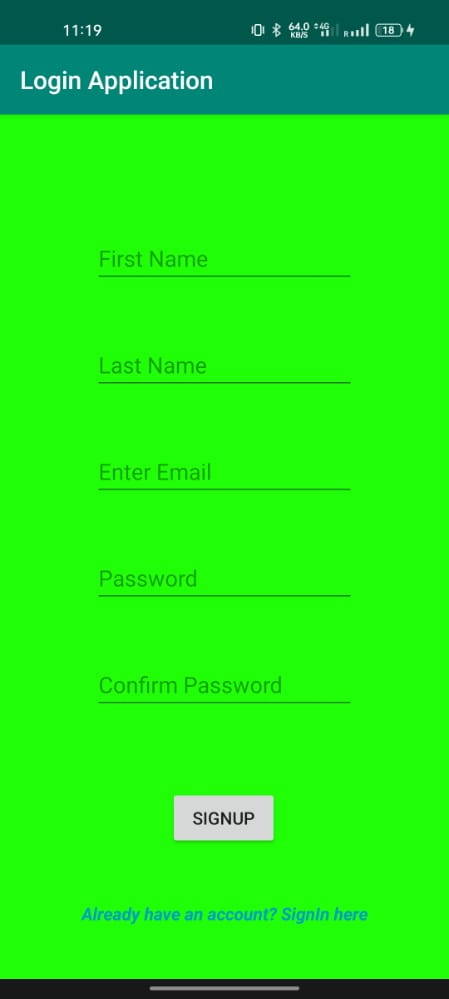 11:19 64.0 KB/S 4G R 18
Login Application
First Name
Last Name
Enter Email
Password
Confirm Password
SIGNUP
Already have an account? SignIn here